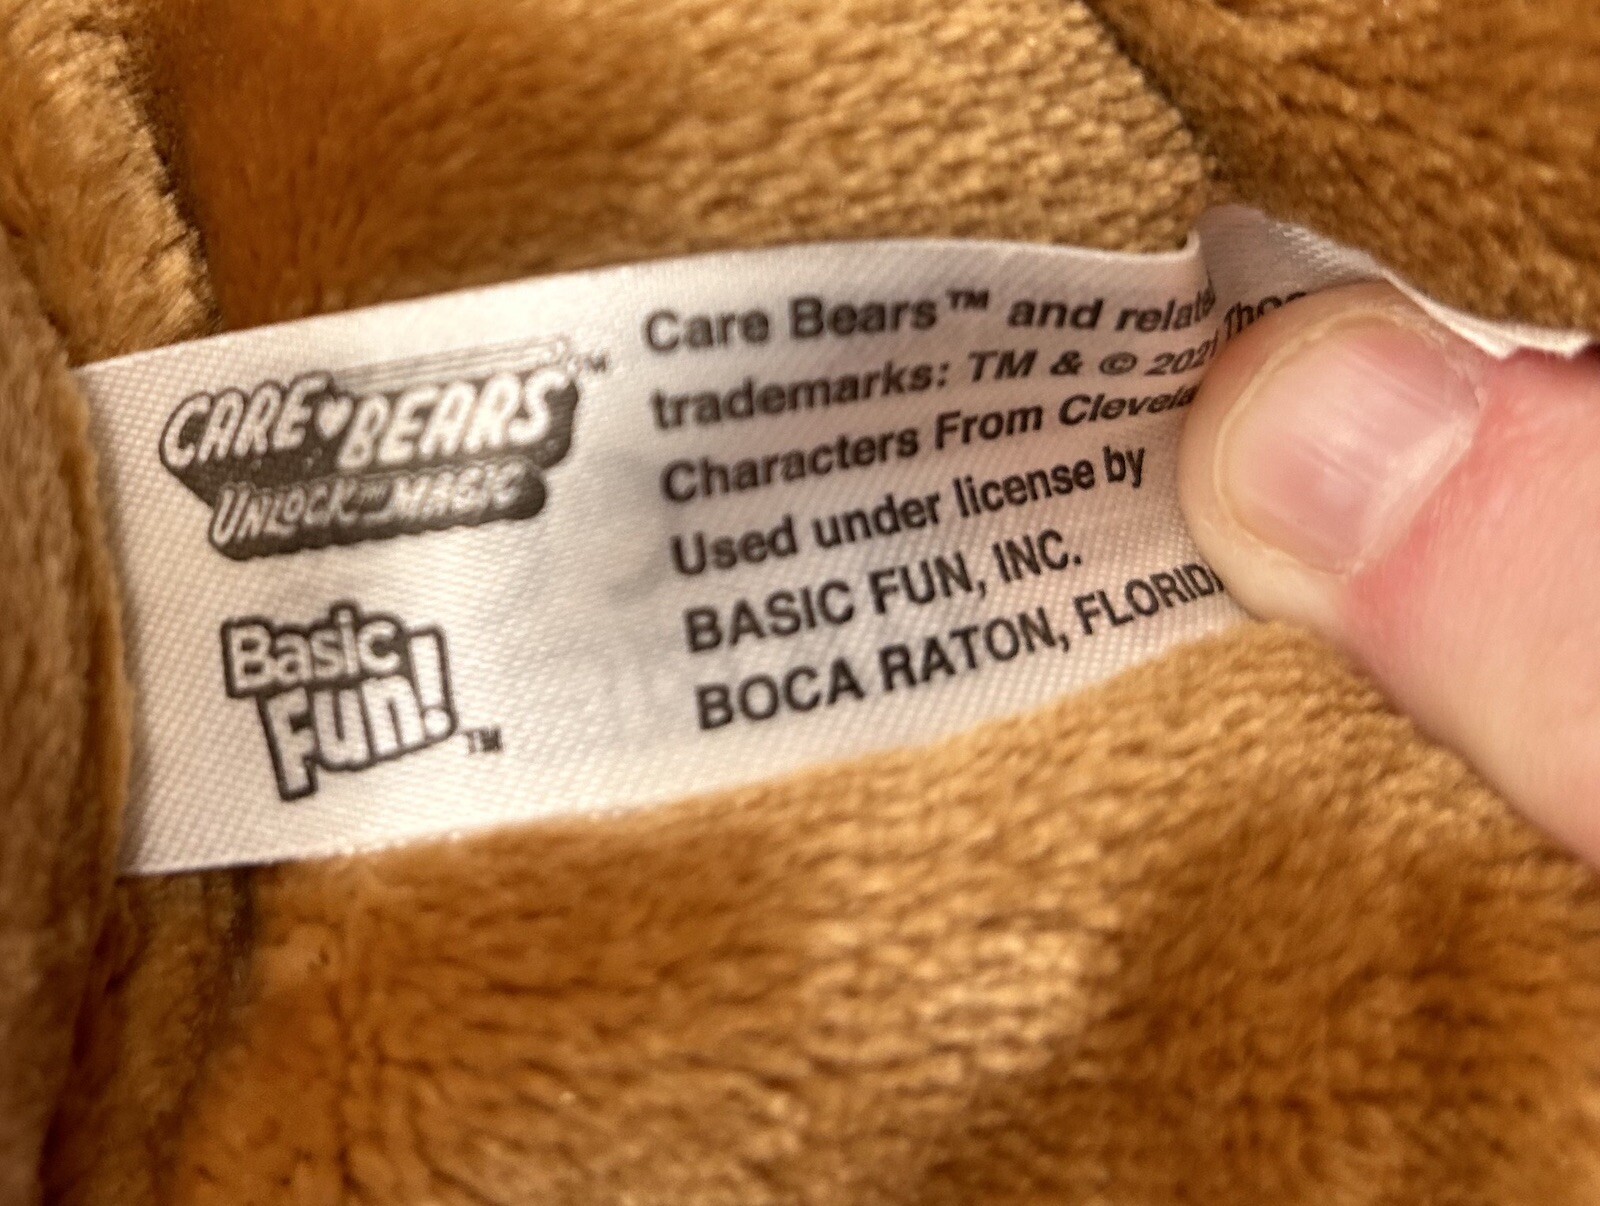 CARE BEARS™
UNLOCK THE MAGIC
Basic
Fun!™
Care Bears™ and
trademarks: TM & ©
Characters From
Used under license by
BASIC FUN, INC.
BOCA RATON,